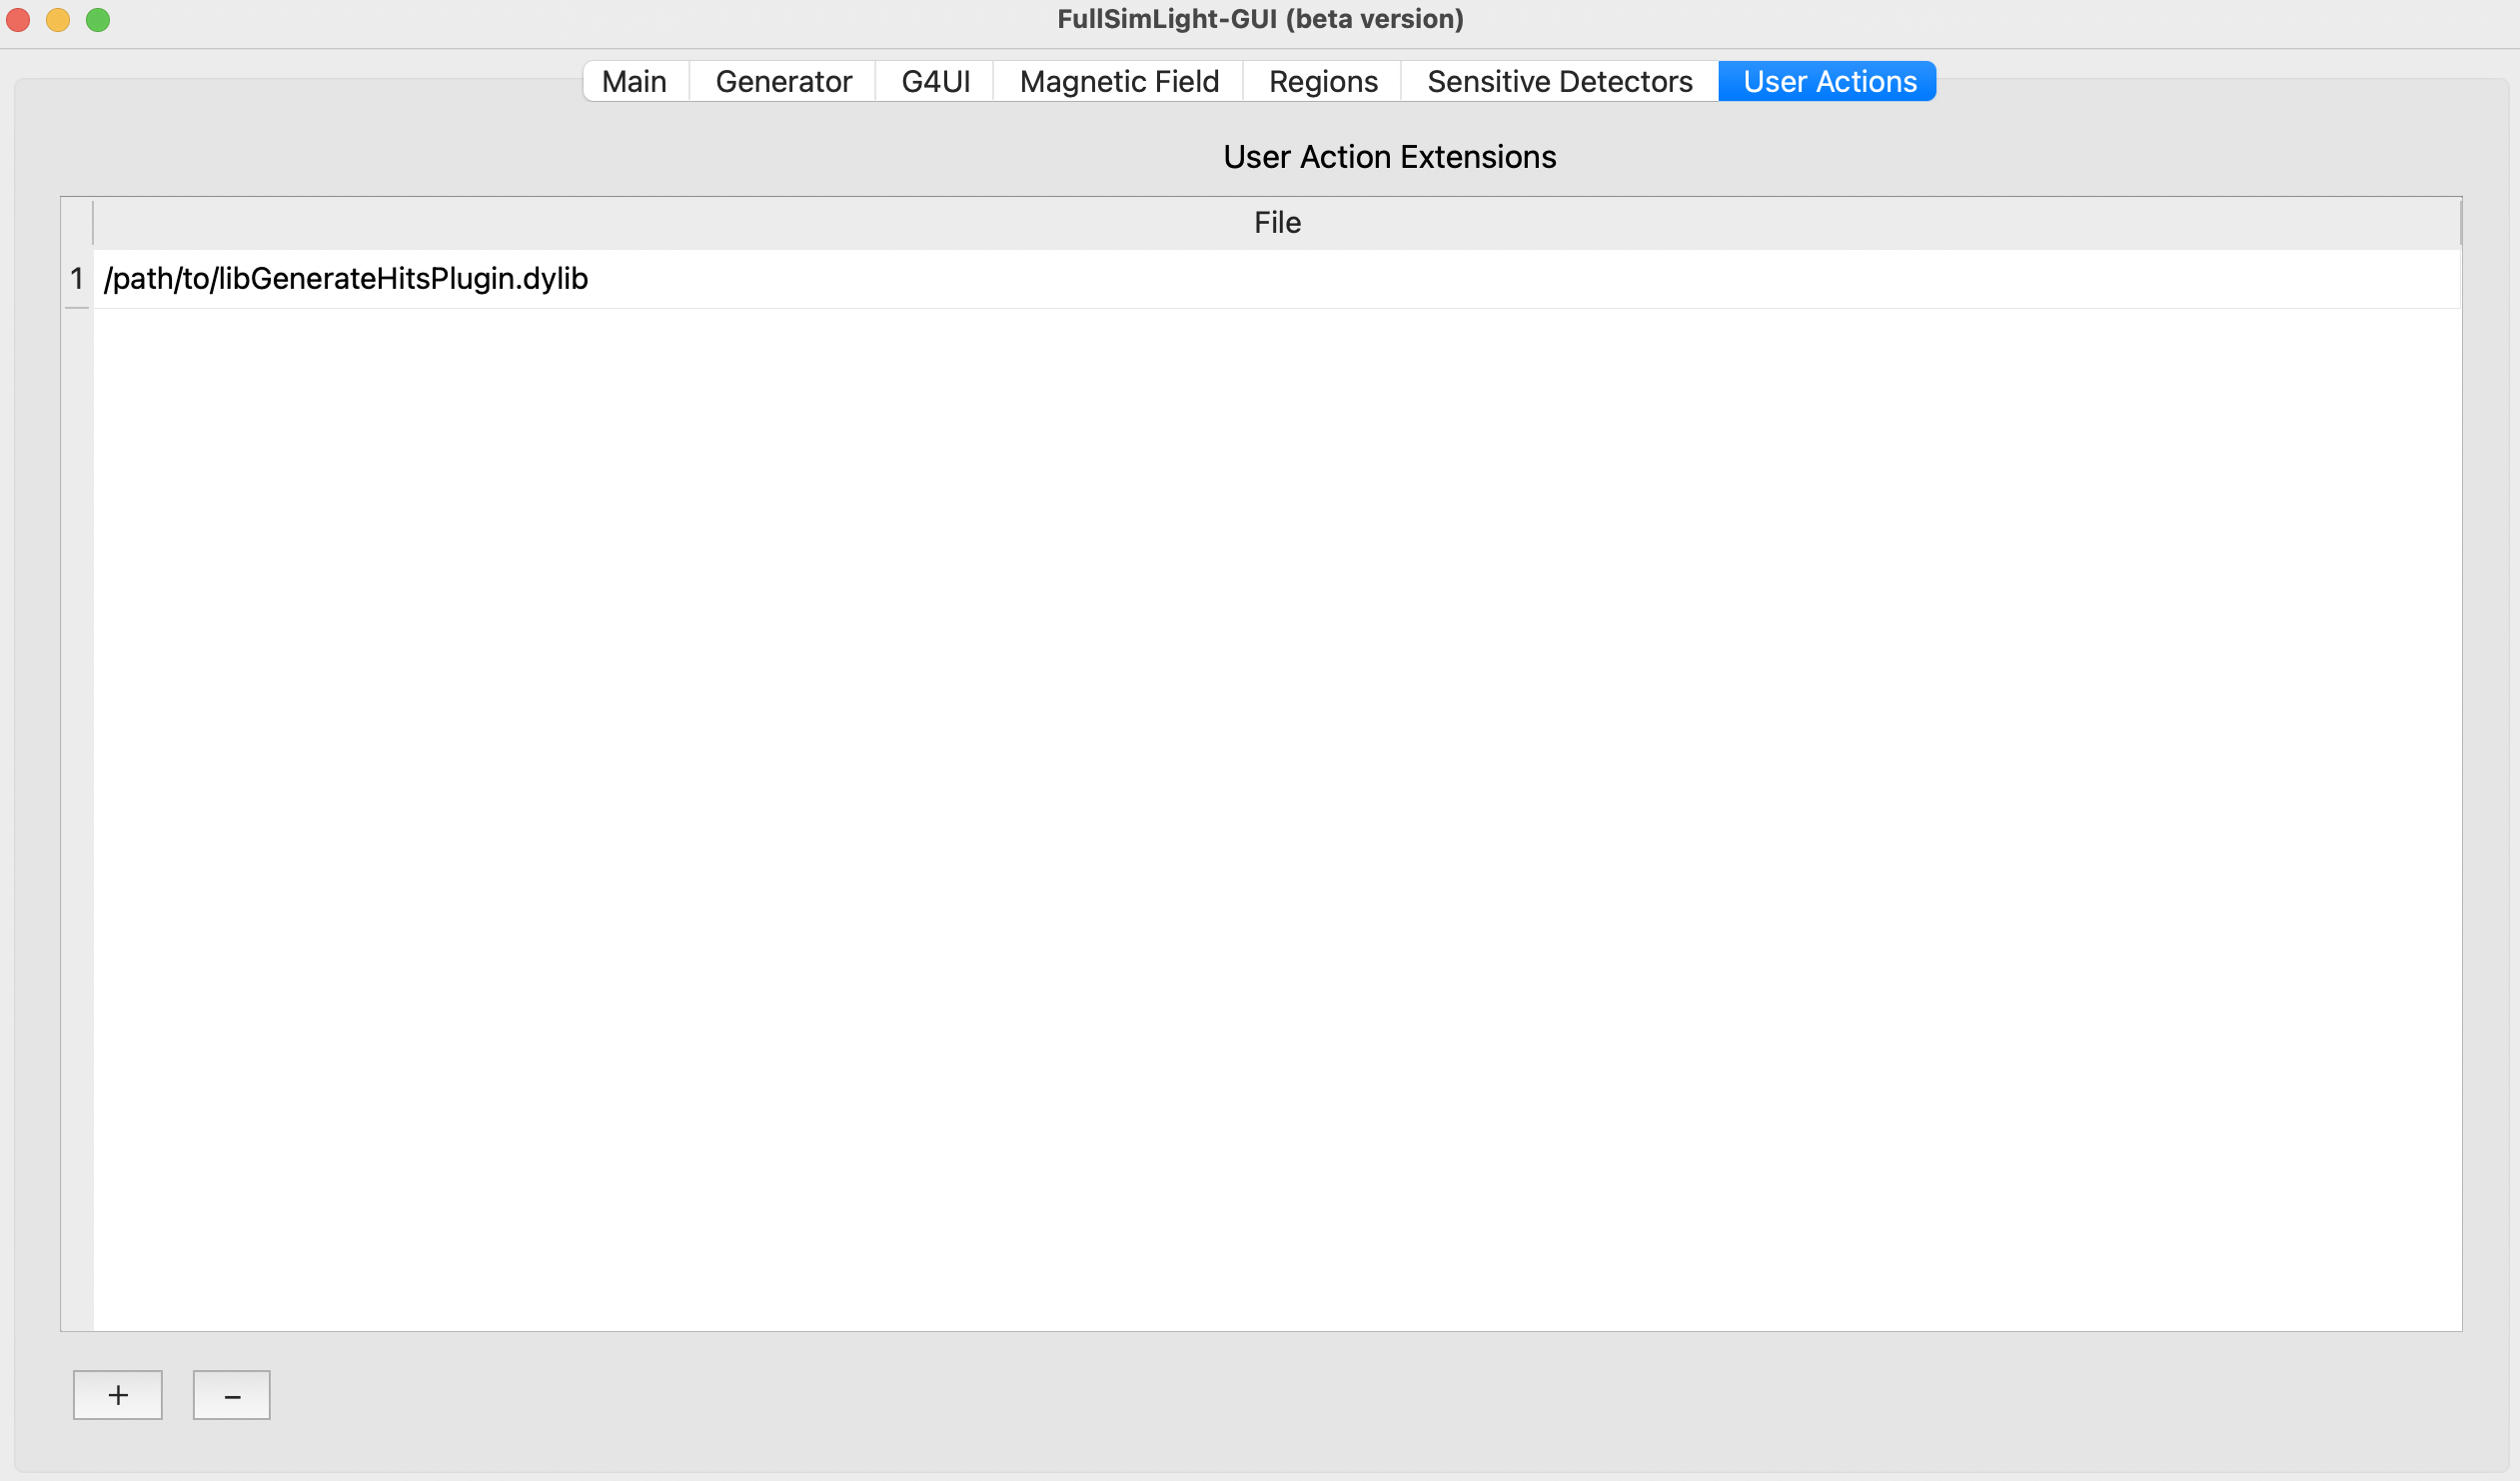 FullSimLight-GUI (beta version)
Main Generator G4UI Magnetic Field Regions Sensitive Detectors User Actions
User Action Extensions
File
1 /path/to/libGenerateHitsPlugin.dylib
+ −